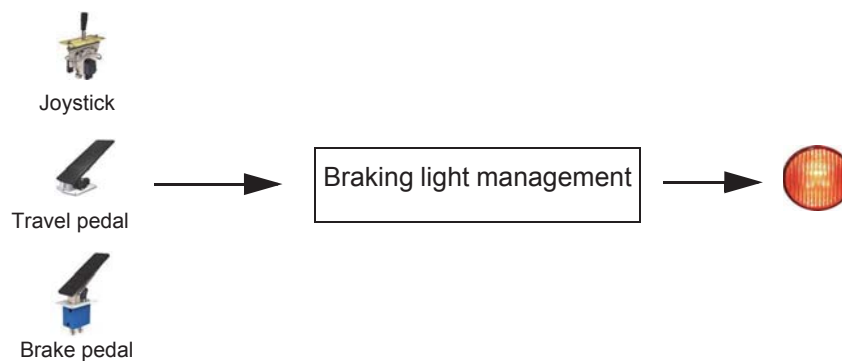 Joystick
Travel pedal
Braking light management
Brake pedal